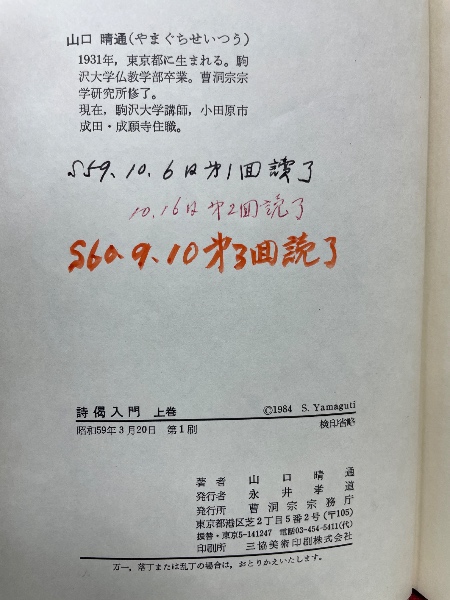 山口 晴通(やまぐちせいつう)
1931年，東京都に生まれる。駒
沢大学仏教学部卒業。曹洞宗宗
学研究所修了。
現在，駒沢大学講師，小田原市
成田・成願寺住職。
S59、10、6日 第1回 讀了
10、16日 第2回 読了
S60、9、10 第3回読了
詩偈入門 上巻 ©1984 S. Yamaguti
昭和59年3月20日 第1刷 検印省略
著者 山口晴通
発行者 永井孝道
発行所 曹洞宗宗務庁
東京都港区芝2丁目5番2号(〒105)
振替・東京5-141247 電話03-454-5411(代)
印刷所 三協美術印刷株式会社
万一，落丁または乱丁の場合は，おとりかえいたします。